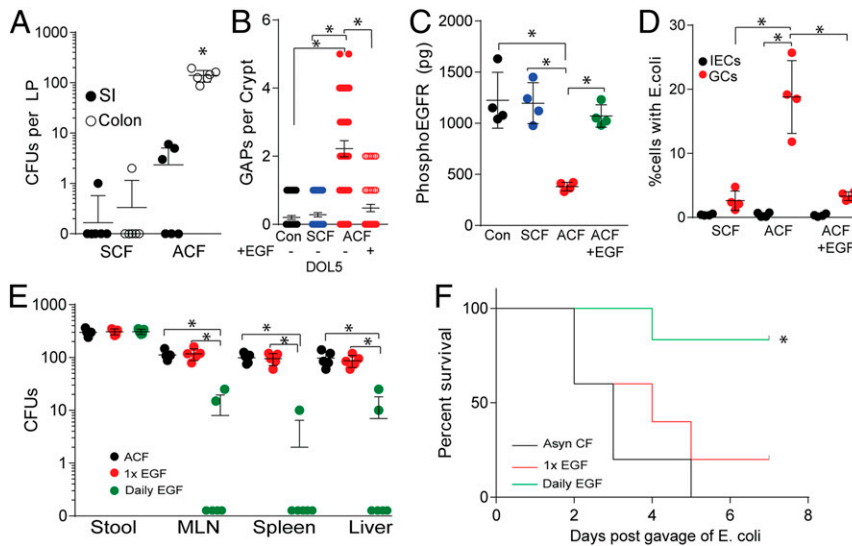 A
CFUs per LP
1000
100
10
1
0
SI
Colon
*
SCF
ACF
B
GAPs per Crypt
6
4
2
0
*
*
*
Con SCF ACF
+EGF - - - +
DOL5
C
PhosphoEGFR (pg)
2000
1500
1000
500
0
*
*
*
Con SCF ACF ACF
+EGF
D
%cells with E.coli
30
20
10
0
*
*
*
IECs
GCs
SCF ACF ACF
+EGF
E
CFUs
1000
100
10
1
0
*
*
*
*
*
*
ACF
1x EGF
Daily EGF
Stool MLN Spleen Liver
F
Percent survival
100
50
0
*
Asyn CF
1x EGF
Daily EGF
0 2 4 6 8
Days post gavage of E. coli